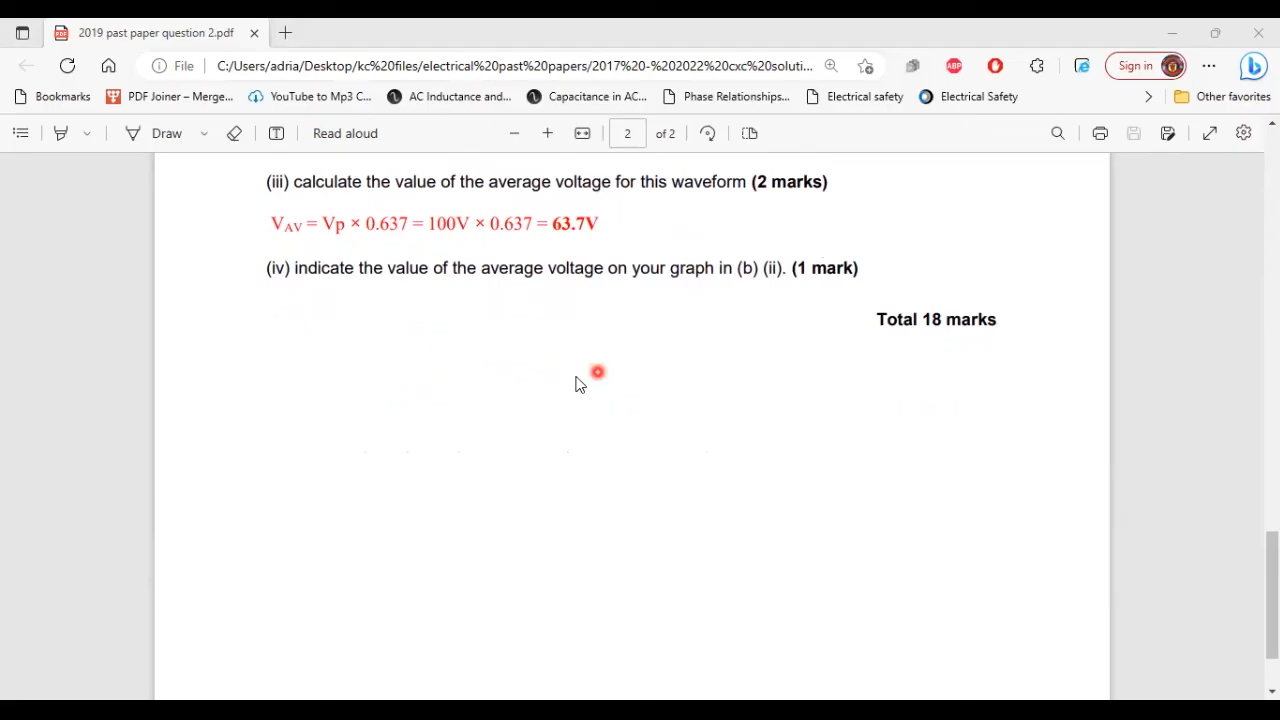 2019 past paper question 2.pdf
File
C:/Users/adria/Desktop/kc%20files/electrical%20past%20papers/2017%20-%202022%20cxc%20soluti...
ABP
Sign in
Bookmarks
PDF Joiner – Merge...
YouTube to Mp3 C...
AC Inductance and...
Capacitance in AC...
Phase Relationships...
Electrical safety
Electrical Safety
Other favorites
Draw
Read aloud
2
of 2
(iii) calculate the value of the average voltage for this waveform (2 marks)
VAV = Vp × 0.637 = 100V × 0.637 = 63.7V
(iv) indicate the value of the average voltage on your graph in (b) (ii). (1 mark)
Total 18 marks